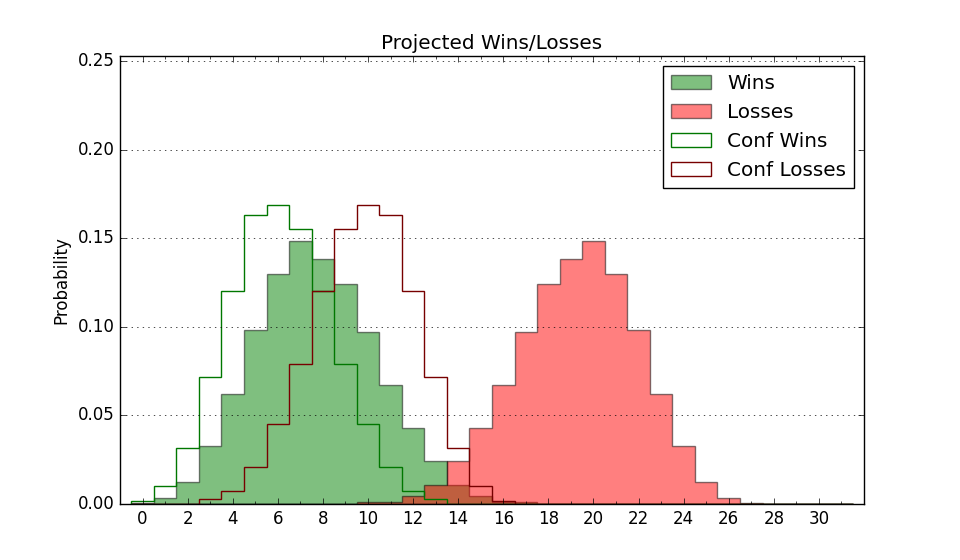 Projected Wins/Losses
0.25
0.20
0.15
0.10
0.05
0.00
Probability
Wins
Losses
Conf Wins
Conf Losses
0 2 4 6 8 10 12 14 16 18 20 22 24 26 28 30